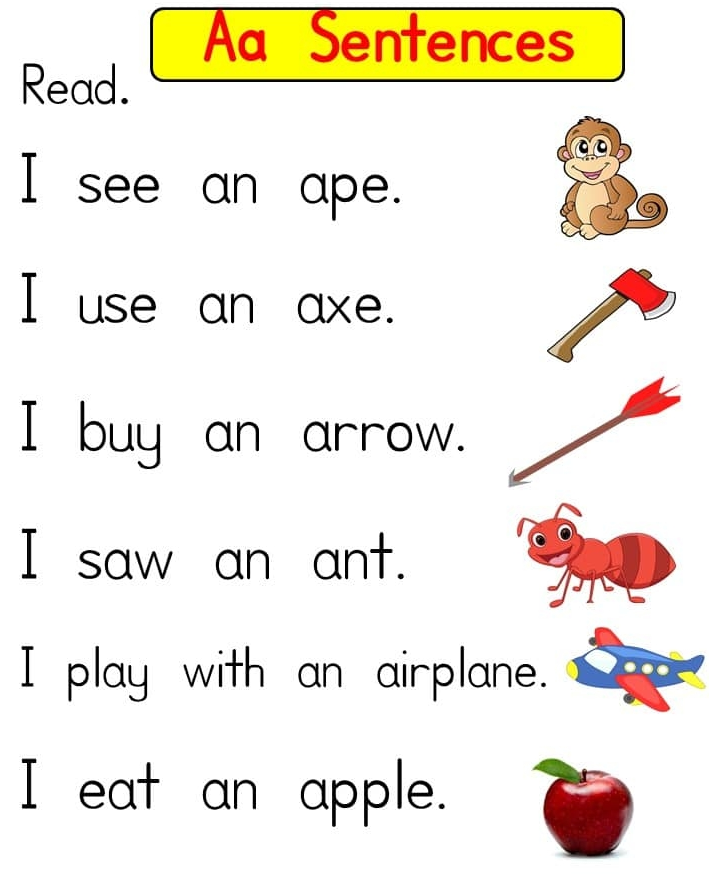 Aa Sentences
Read.
I see an ape.
I use an axe.
I buy an arrow.
I saw an ant.
I play with an airplane.
I eat an apple.